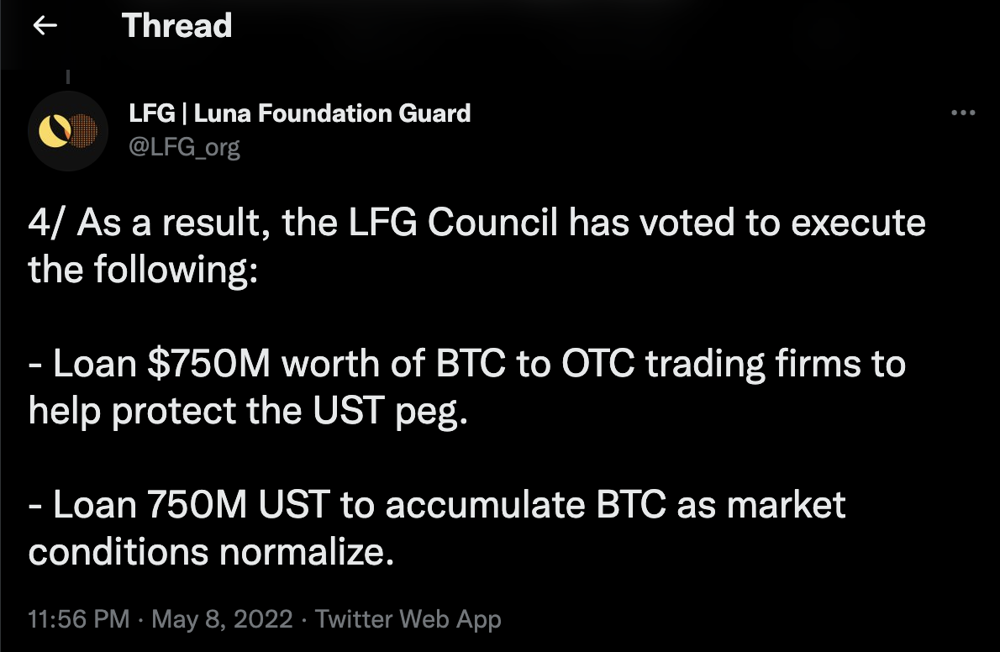 Thread
LFG | Luna Foundation Guard
@LFG_org
4/ As a result, the LFG Council has voted to execute
the following:
- Loan $750M worth of BTC to OTC trading firms to
help protect the UST peg.
- Loan 750M UST to accumulate BTC as market
conditions normalize.
11:56 PM · May 8, 2022 · Twitter Web App